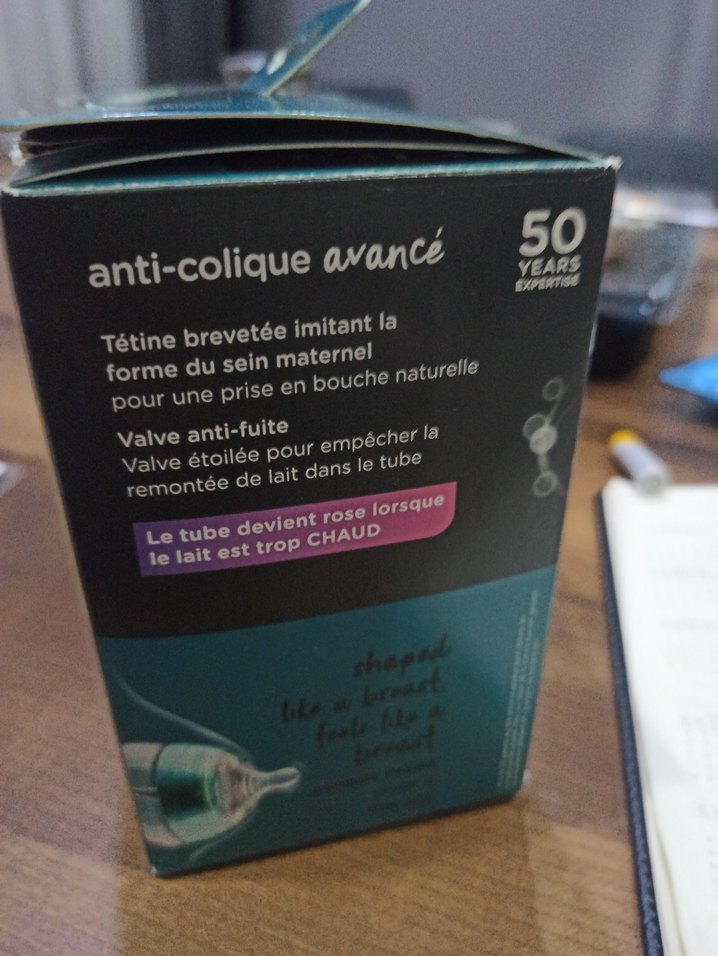 anti-colique avancé
50
YEARS
EXPERTISE
Tétine brevetée imitant la
forme du sein maternel
pour une prise en bouche naturelle
Valve anti-fuite
Valve étoilée pour empêcher la
remontée de lait dans le tube
Le tube devient rose lorsque
le lait est trop CHAUD
shaped
like a breast,
feels like a
breast